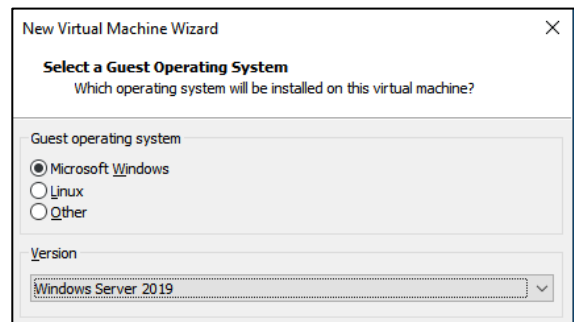 New Virtual Machine Wizard
Select a Guest Operating System
Which operating system will be installed on this virtual machine?
Guest operating system
Microsoft Windows
Linux
Other
Version
Windows Server 2019